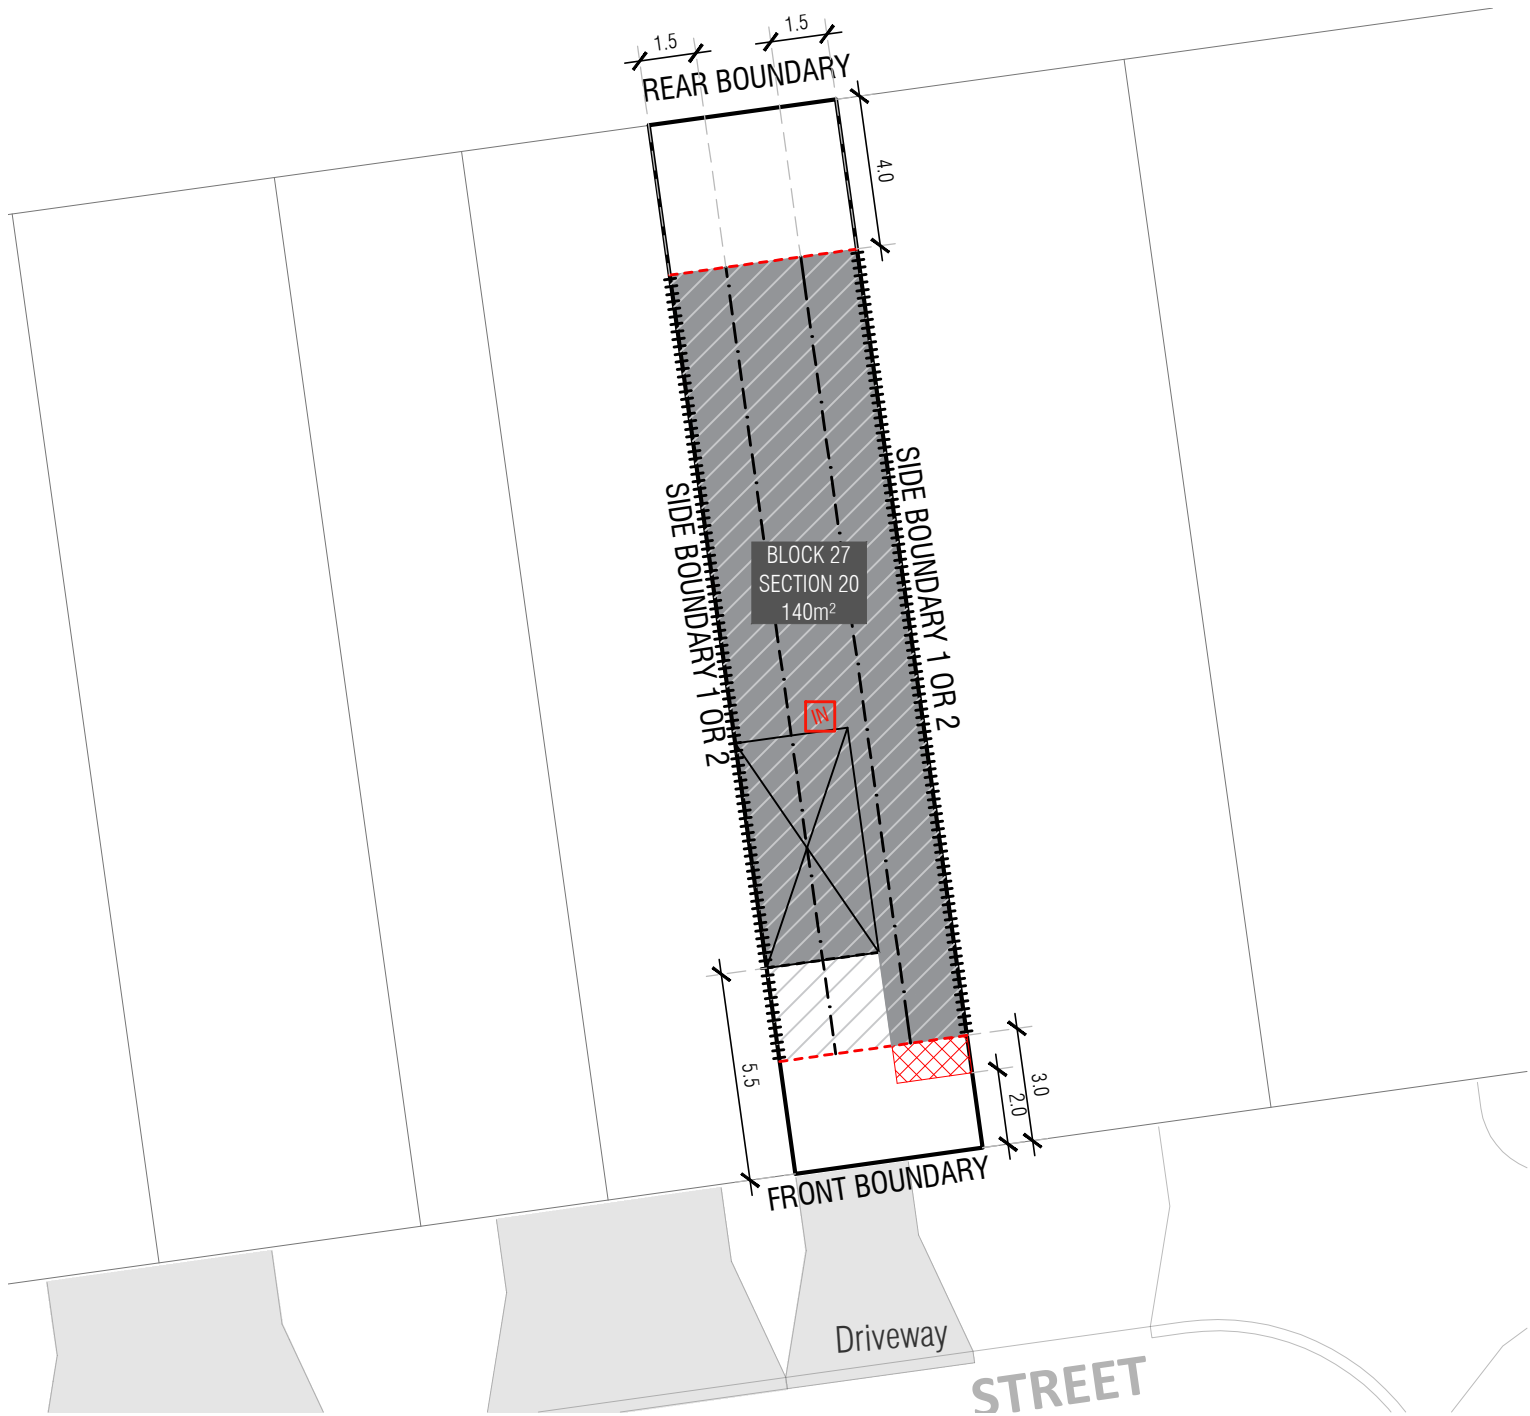 1.5
1.5
REAR BOUNDARY
4.0
SIDE BOUNDARY 1 OR 2
SIDE BOUNDARY 1 OR 2
BLOCK 27
SECTION 20
140m²
IN
5.5
3.0
2.0
FRONT BOUNDARY
Driveway
STREET